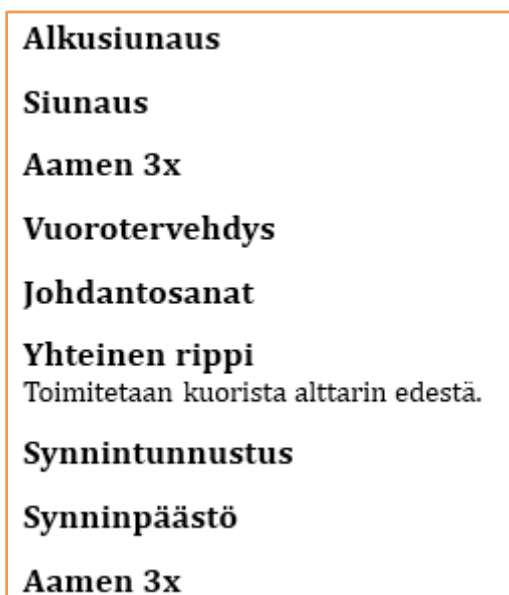 Alkusiunaus
Siunaus
Aamen 3x
Vuorotervehdys
Johdantosanat
Yhteinen rippi
Toimitetaan kuorista alttarin edestä.
Synnintunnustus
Synninpäästö
Aamen 3x